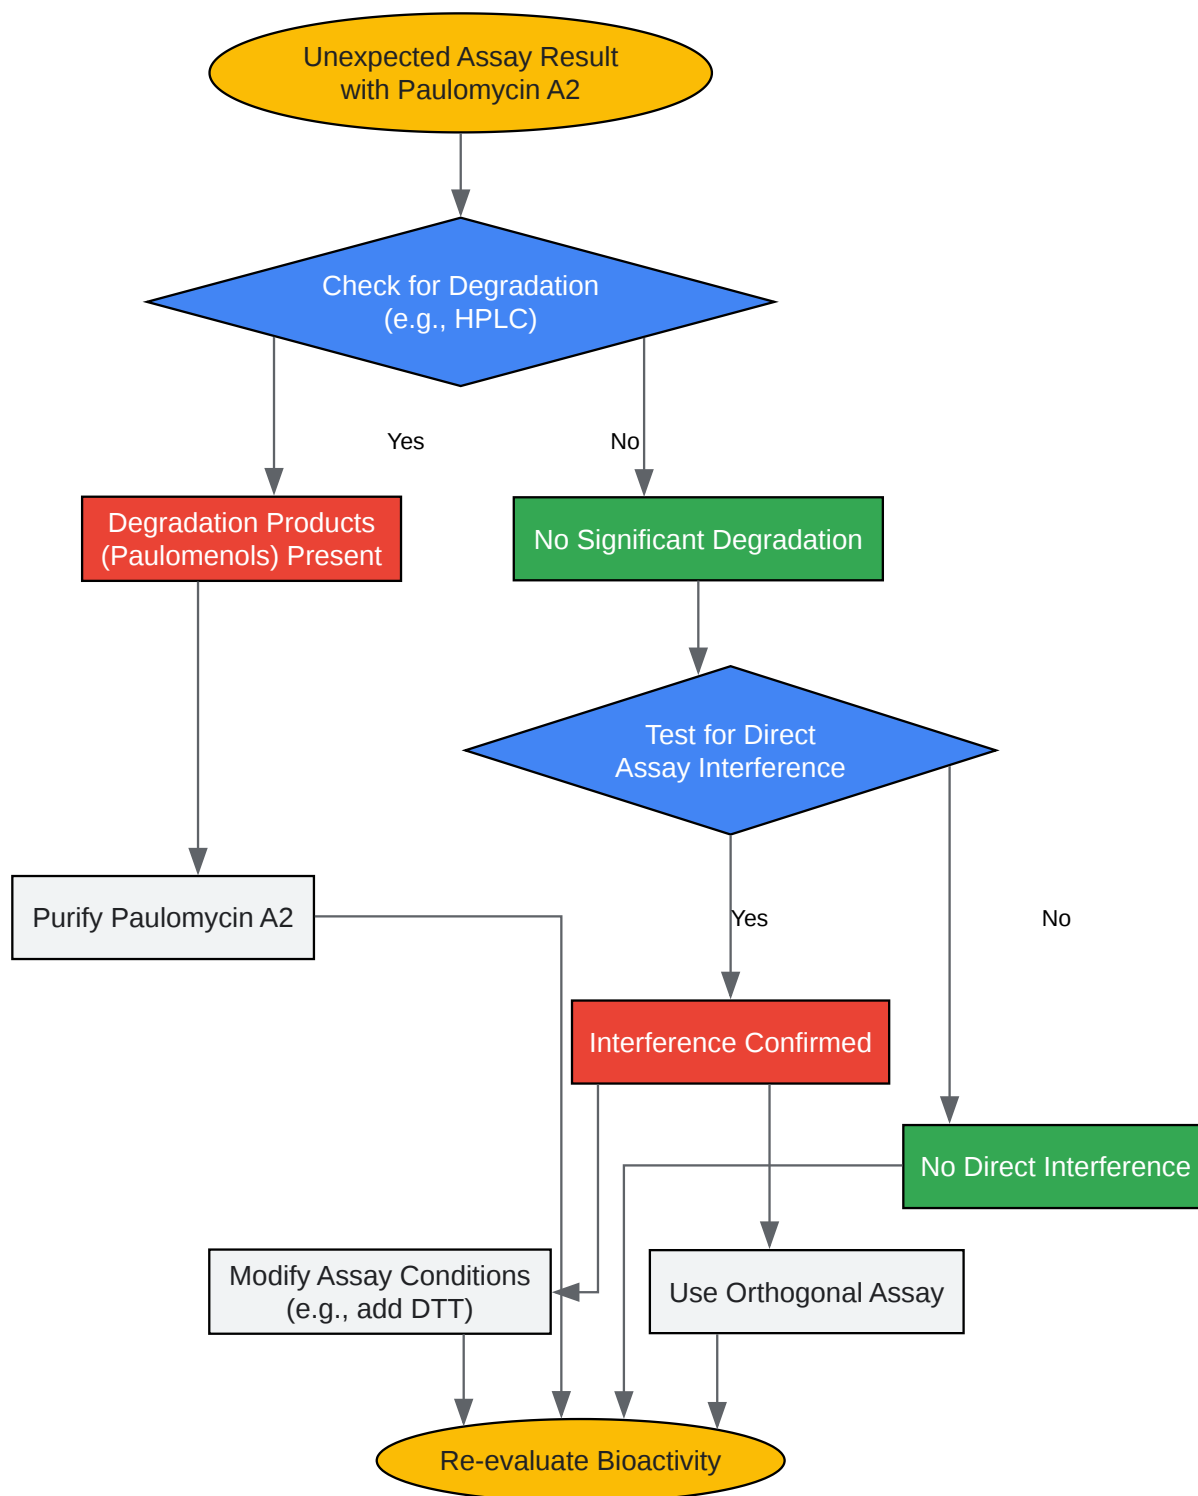 Unexpected Assay Result
with Paulomycin A2
Check for Degradation
(e.g., HPLC)
Yes
No
Degradation Products
(Paulomenols) Present
No Significant Degradation
Test for Direct
Assay Interference
Purify Paulomycin A2
Yes
No
Interference Confirmed
No Direct Interference
Modify Assay Conditions
(e.g., add DTT)
Use Orthogonal Assay
Re-evaluate Bioactivity